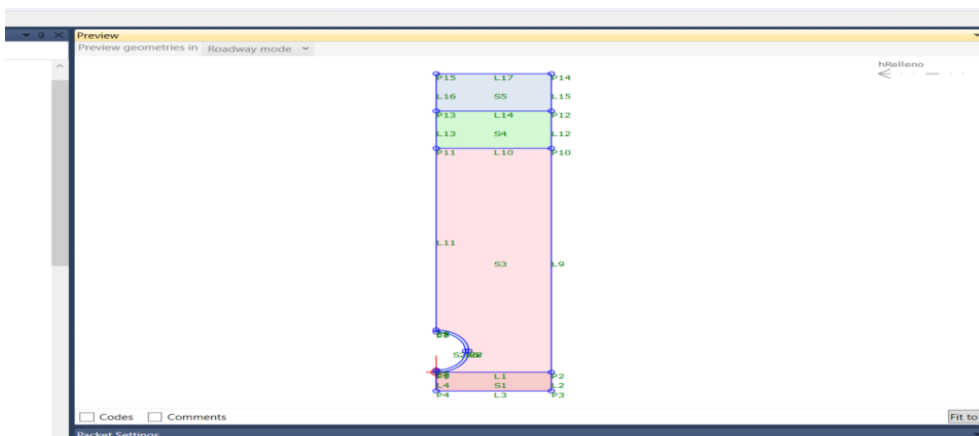 Preview
Preview geometries in Roadway mode
hRelleno
P15 L17 P14
L16 S5 L15
P13 L14 P12
L13 S4 L12
P11 L10 P10
L11
S3 L9
L1 P2
L4 S1 L2
P4 L3 P3
Codes Comments Fit to
Packet Settings